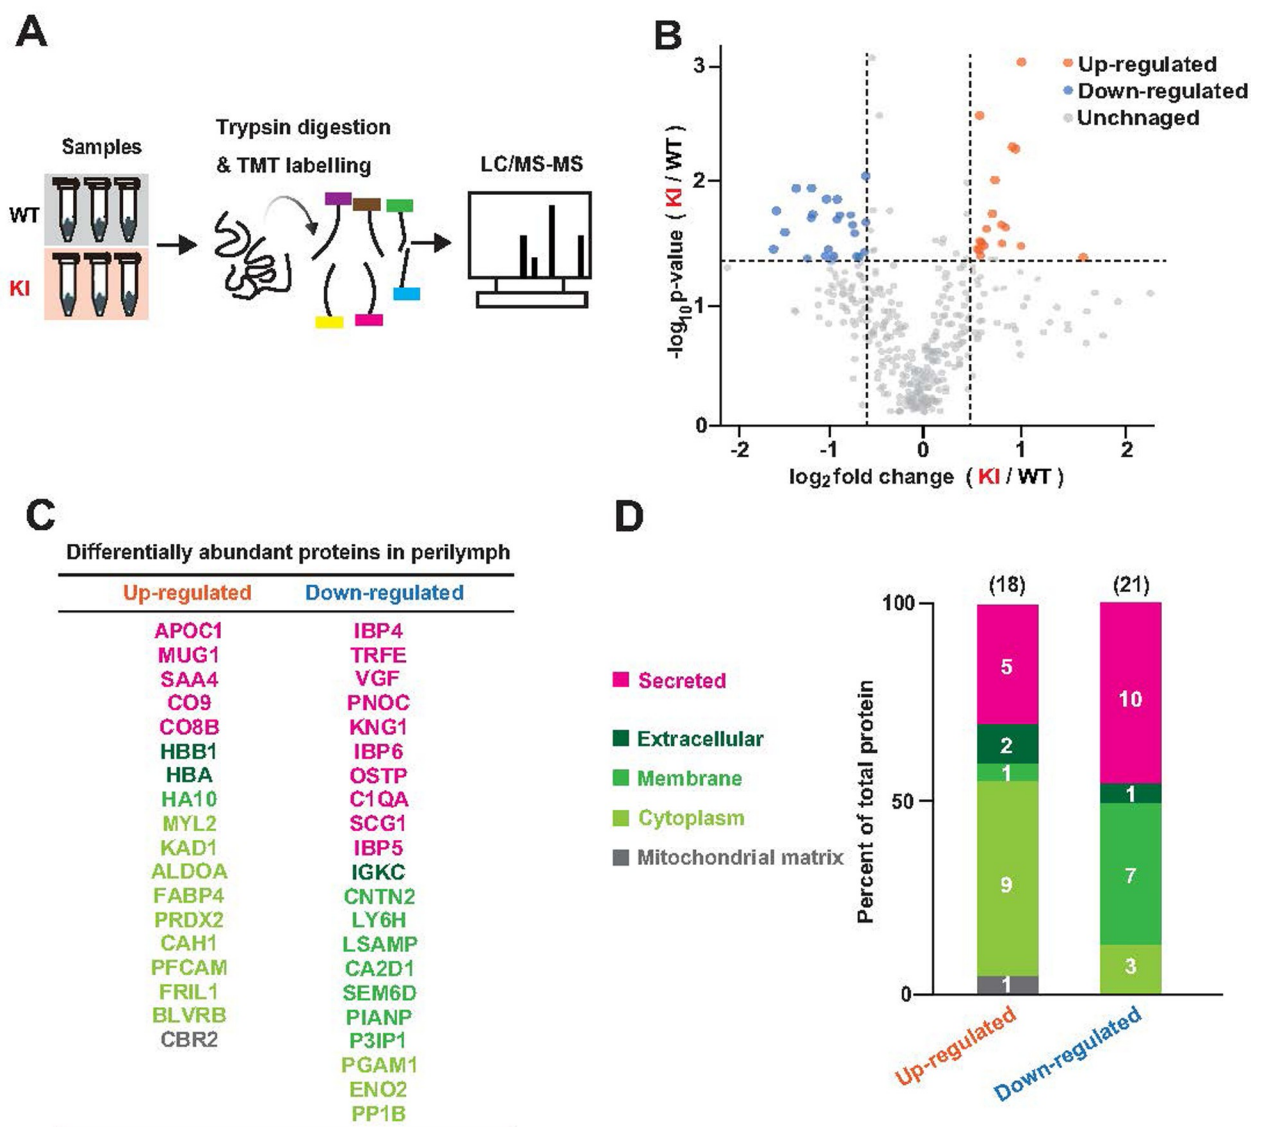 A
Samples
WT
KI
Trypsin digestion
& TMT labelling
LC/MS-MS
B
Up-regulated
Down-regulated
Unchnaged
3
2
1
0
-log10 p-value ( KI / WT )
-2 -1 0 1 2
log2 fold change ( KI / WT )
C
Differentially abundant proteins in perilymph
Up-regulated Down-regulated
APOC1 IBP4
MUG1 TRFE
SAA4 VGF
CO9 PNOC
CO8B KNG1
HBB1 IBP6
HBA OSTP
HA10 C1QA
MYL2 SCG1
KAD1 IBP5
ALDOA IGKC
FABP4 CNTN2
PRDX2 LY6H
CAH1 LSAMP
PFCAM CA2D1
FRIL1 SEM6D
BLVRB PIANP
CBR2 P3IP1
PGAM1
ENO2
PP1B
D
Secreted
Extracellular
Membrane
Cytoplasm
Mitochondrial matrix
Percent of total protein
100
50
0
(18) (21)
5
2
1
9
1
10
1
7
3
Up-regulated
Down-regulated